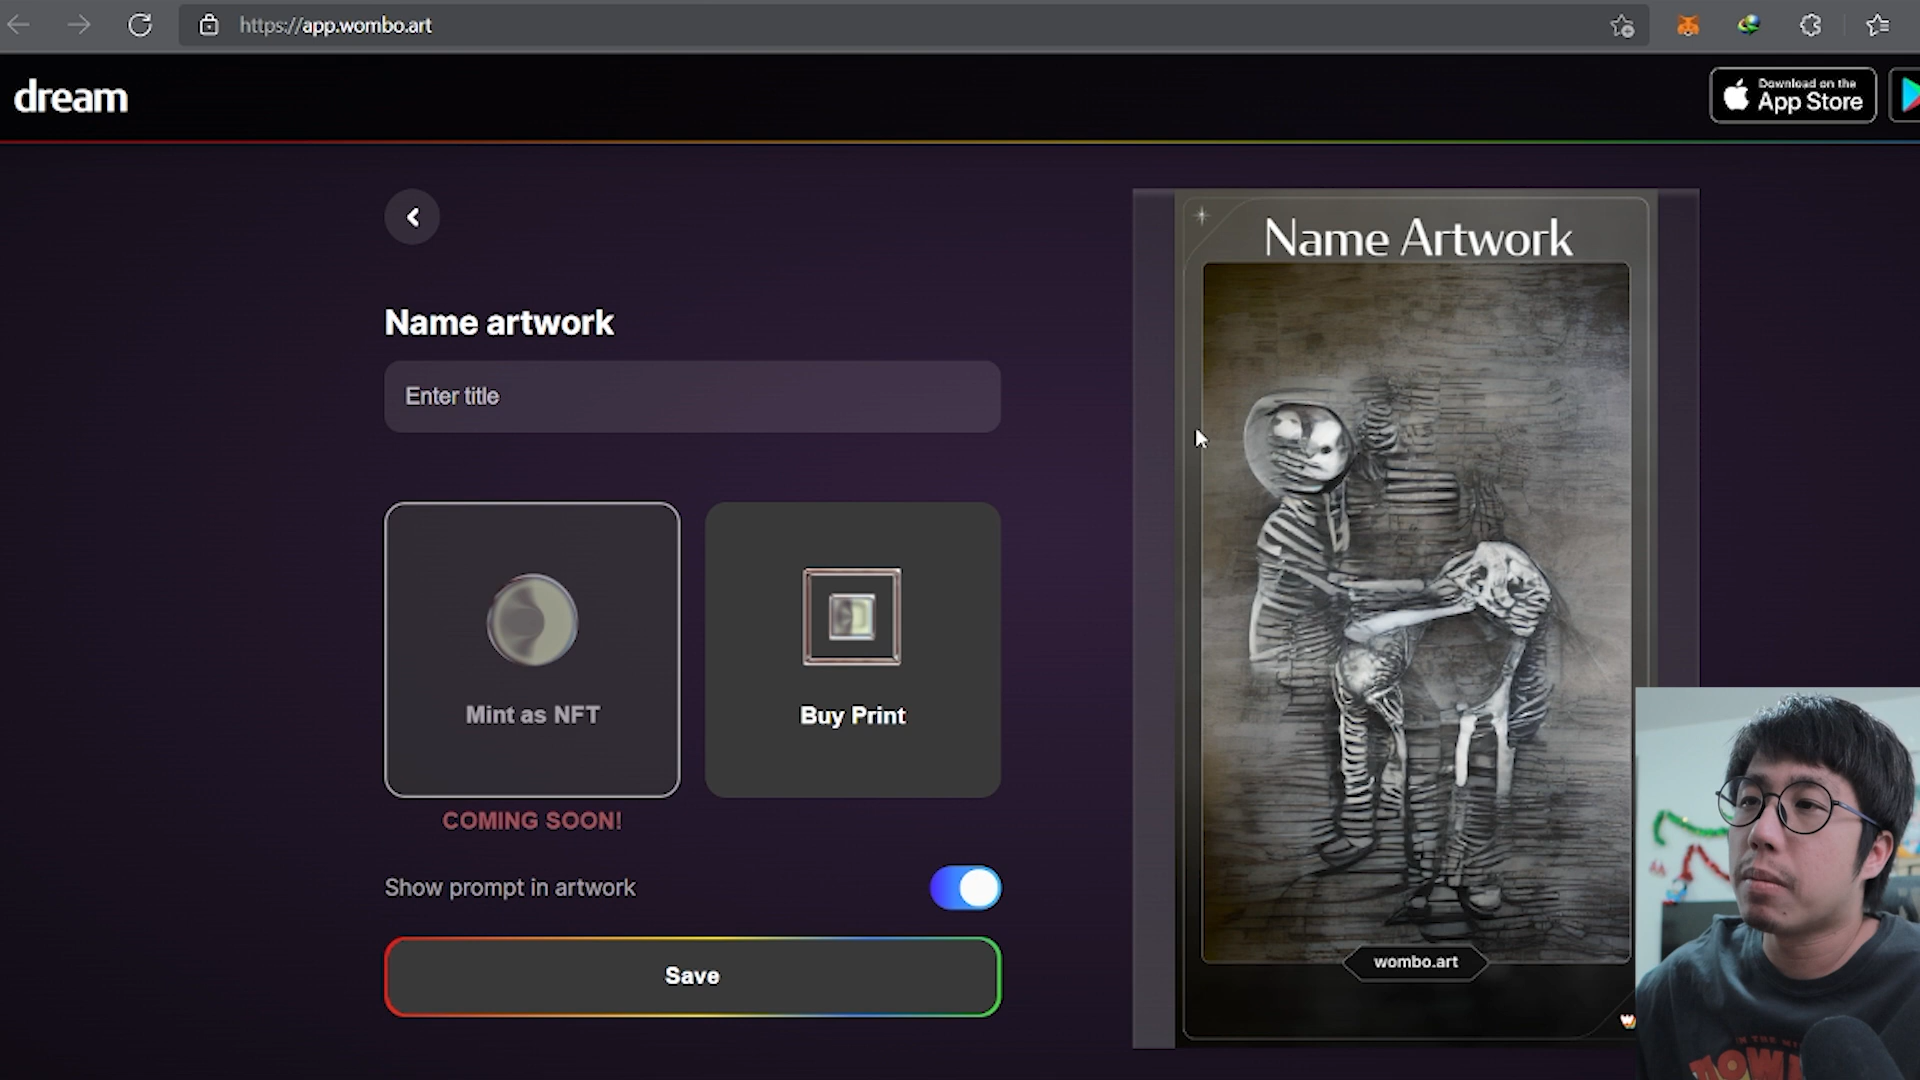 https://app.wombo.art
dream
Download on the
App Store
Name artwork
Enter title
Mint as NFT
Buy Print
COMING SOON!
Show prompt in artwork
Save
Name Artwork
wombo.art